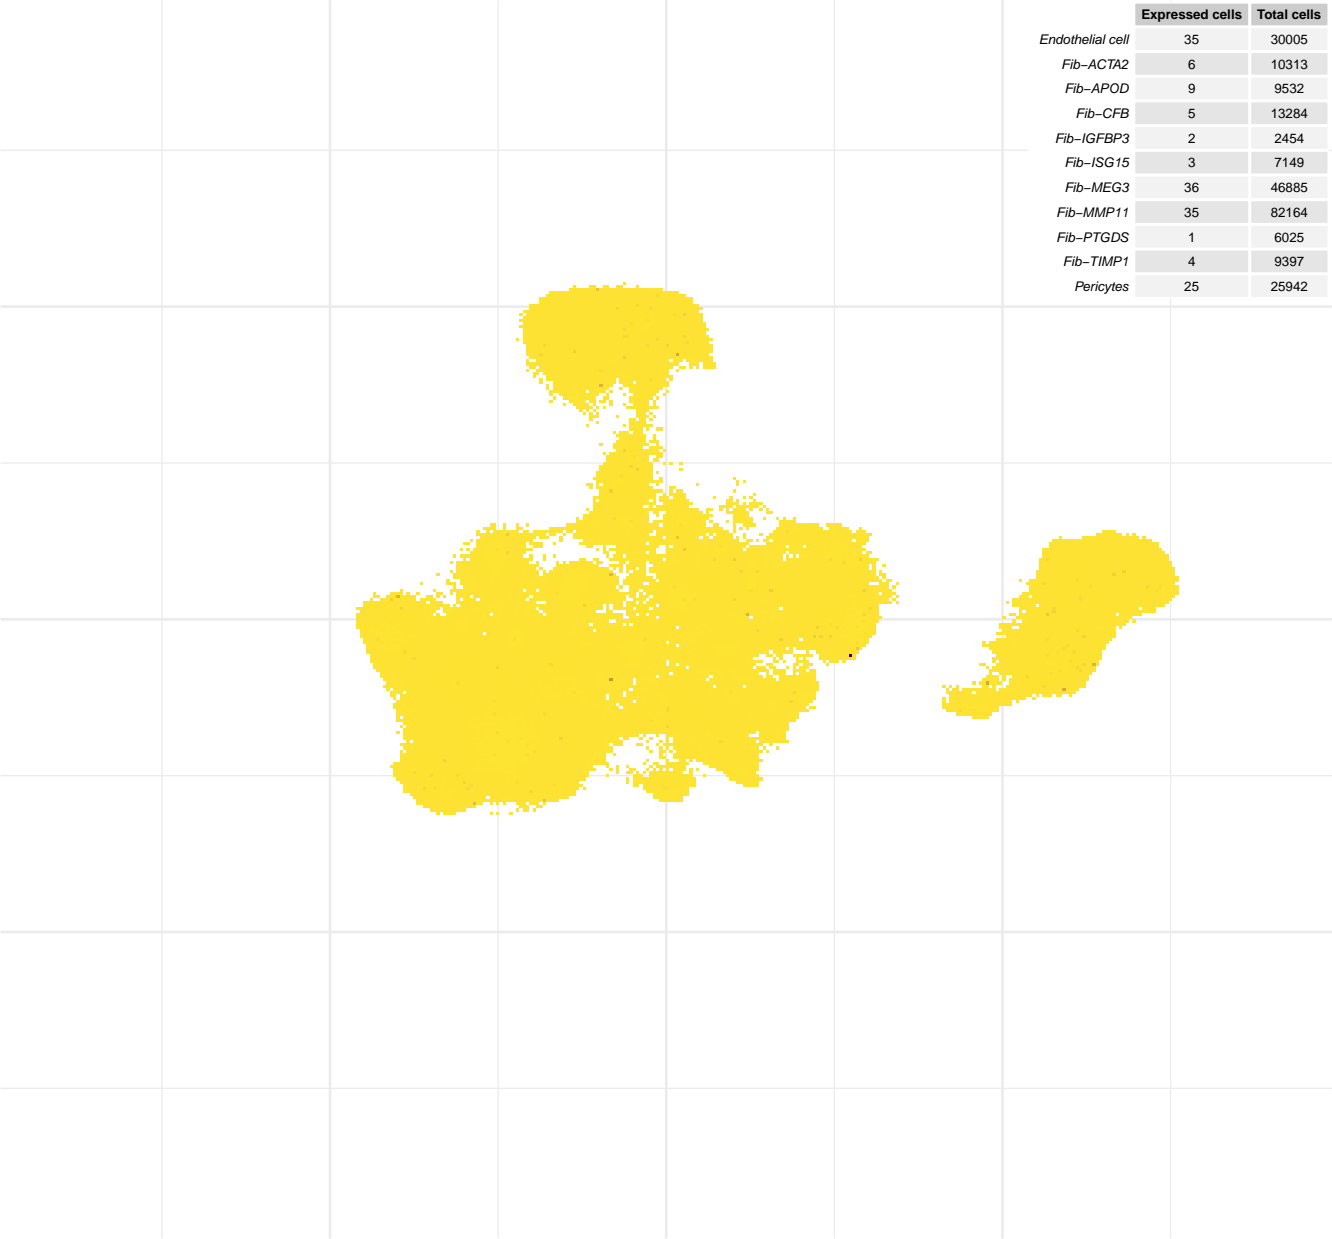 Expressed cells Total cells
Endothelial cell 35 30005
Fib−ACTA2 6 10313
Fib−APOD 9 9532
Fib−CFB 5 13284
Fib−IGFBP3 2 2454
Fib−ISG15 3 7149
Fib−MEG3 36 46885
Fib−MMP11 35 82164
Fib−PTGDS 1 6025
Fib−TIMP1 4 9397
Pericytes 25 25942